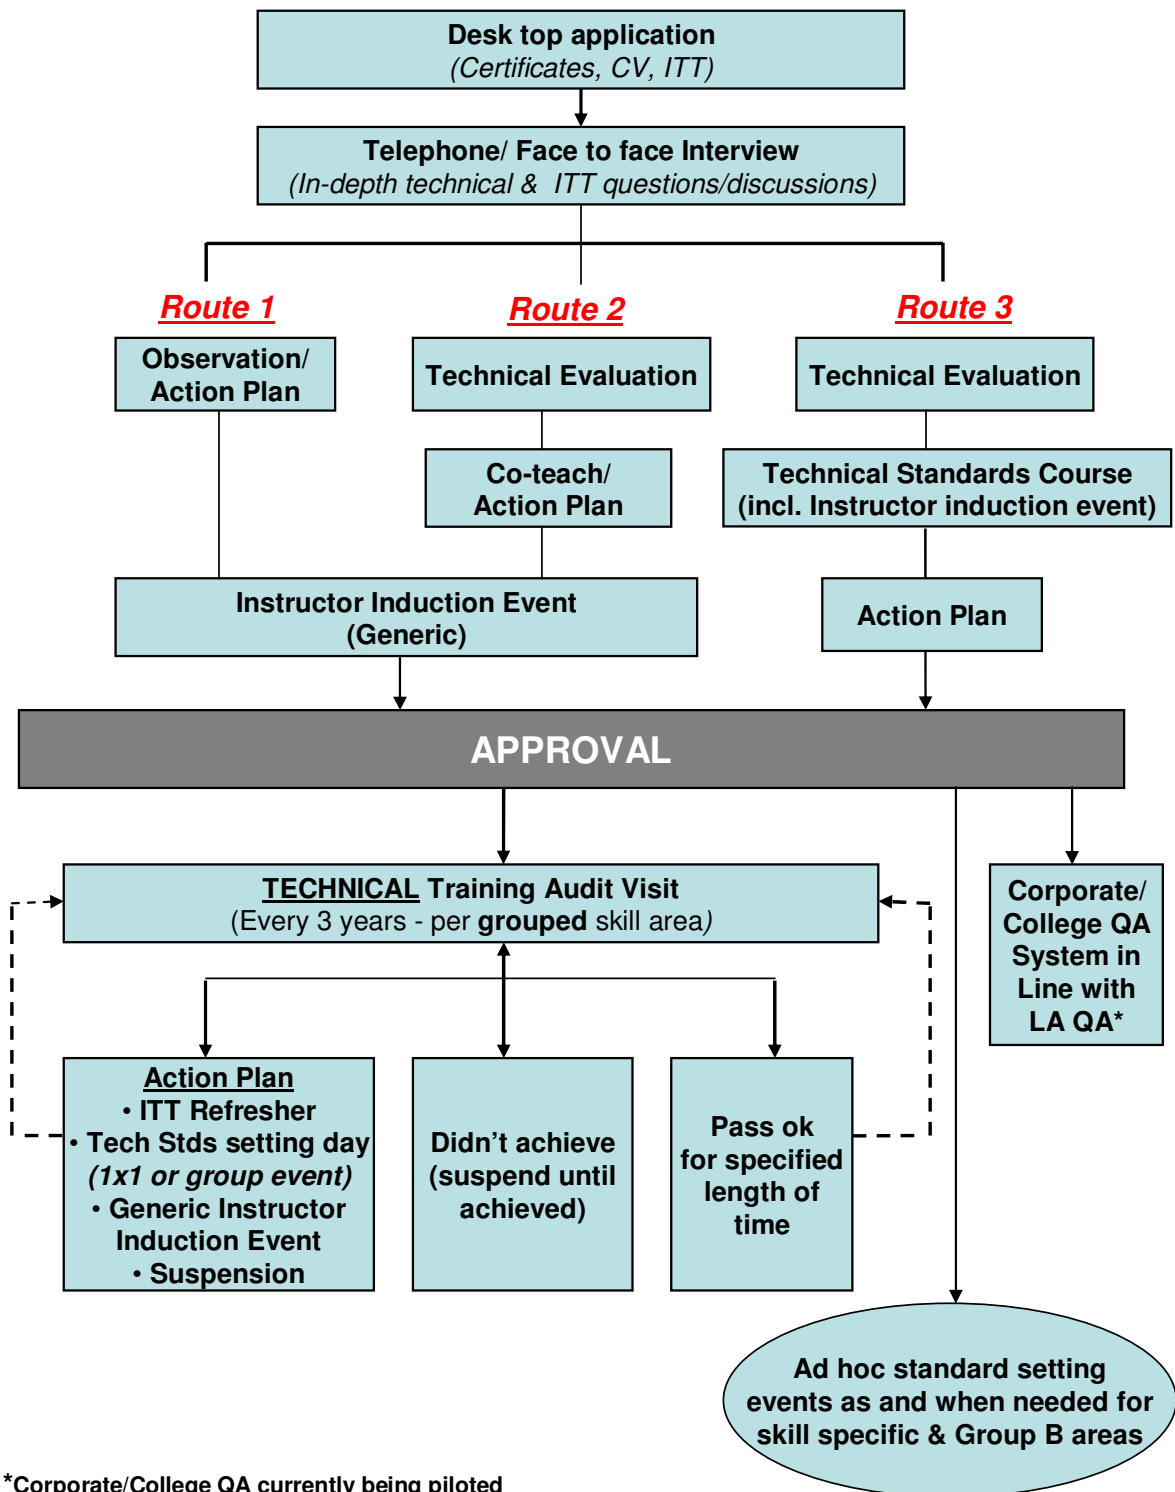 Desk top application
(Certificates, CV, ITT)
Telephone/ Face to face Interview
(In-depth technical & ITT questions/discussions)
Route 1
Route 2
Route 3
Observation/
Action Plan
Technical Evaluation
Technical Evaluation
Co-teach/
Action Plan
Technical Standards Course
(incl. Instructor induction event)
Instructor Induction Event
(Generic)
Action Plan
APPROVAL
TECHNICAL Training Audit Visit
(Every 3 years - per grouped skill area)
Corporate/
College QA
System in
Line with
LA QA*
Action Plan
• ITT Refresher
• Tech Stds setting day
(1x1 or group event)
• Generic Instructor
Induction Event
• Suspension
Didn't achieve
(suspend until
achieved)
Pass ok
for specified
length of
time
Ad hoc standard setting
events as and when needed for
skill specific & Group B areas
*Corporate/College QA currently being piloted